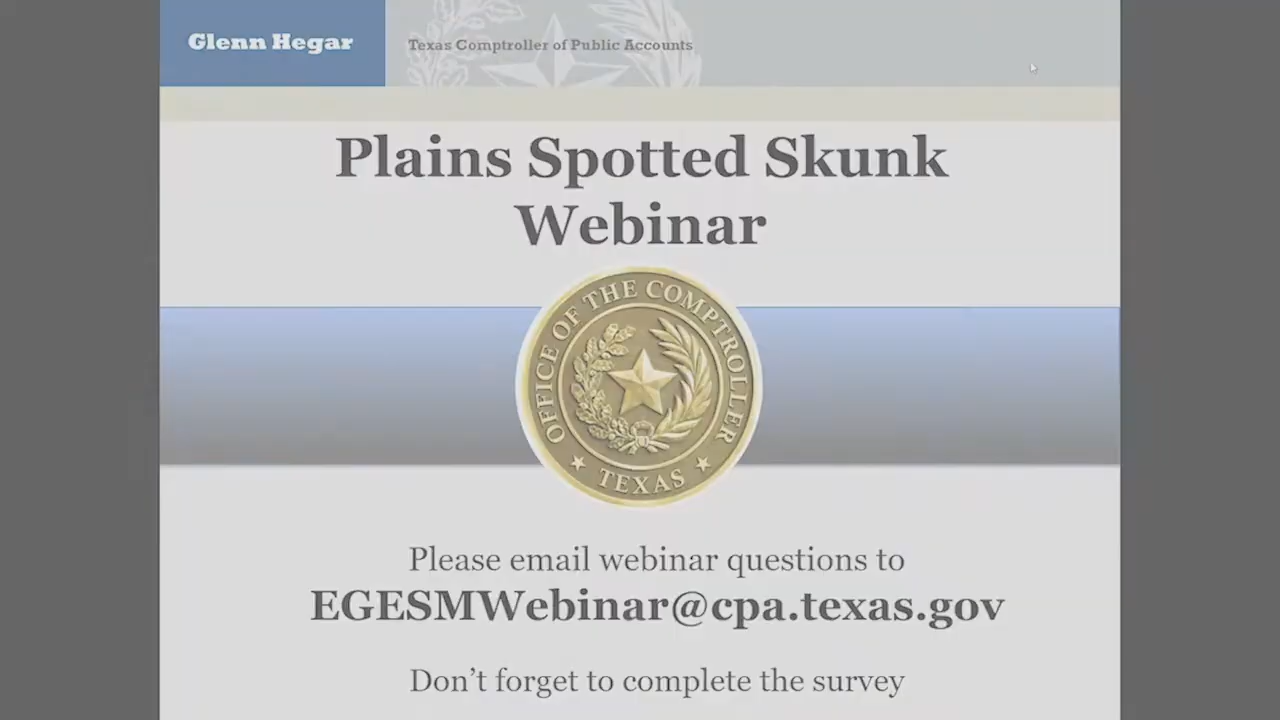 Glenn Hegar
Texas Comptroller of Public Accounts
Plains Spotted Skunk
Webinar
OFFICE OF THE COMPTROLLER
TEXAS
Please email webinar questions to
EGESMWebinar@cpa.texas.gov
Don't forget to complete the survey